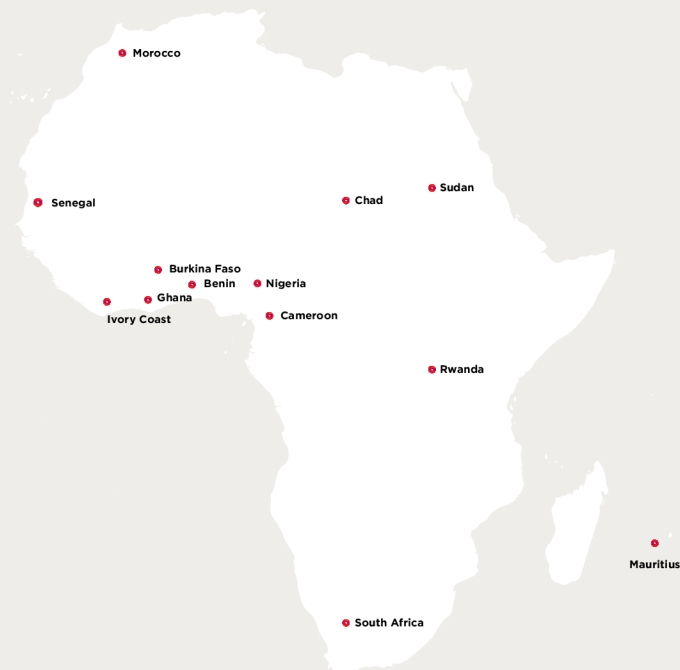 Morocco
Sudan
Chad
Senegal
Burkina Faso
Benin
Nigeria
Ghana
Cameroon
Ivory Coast
Rwanda
Mauritius
South Africa